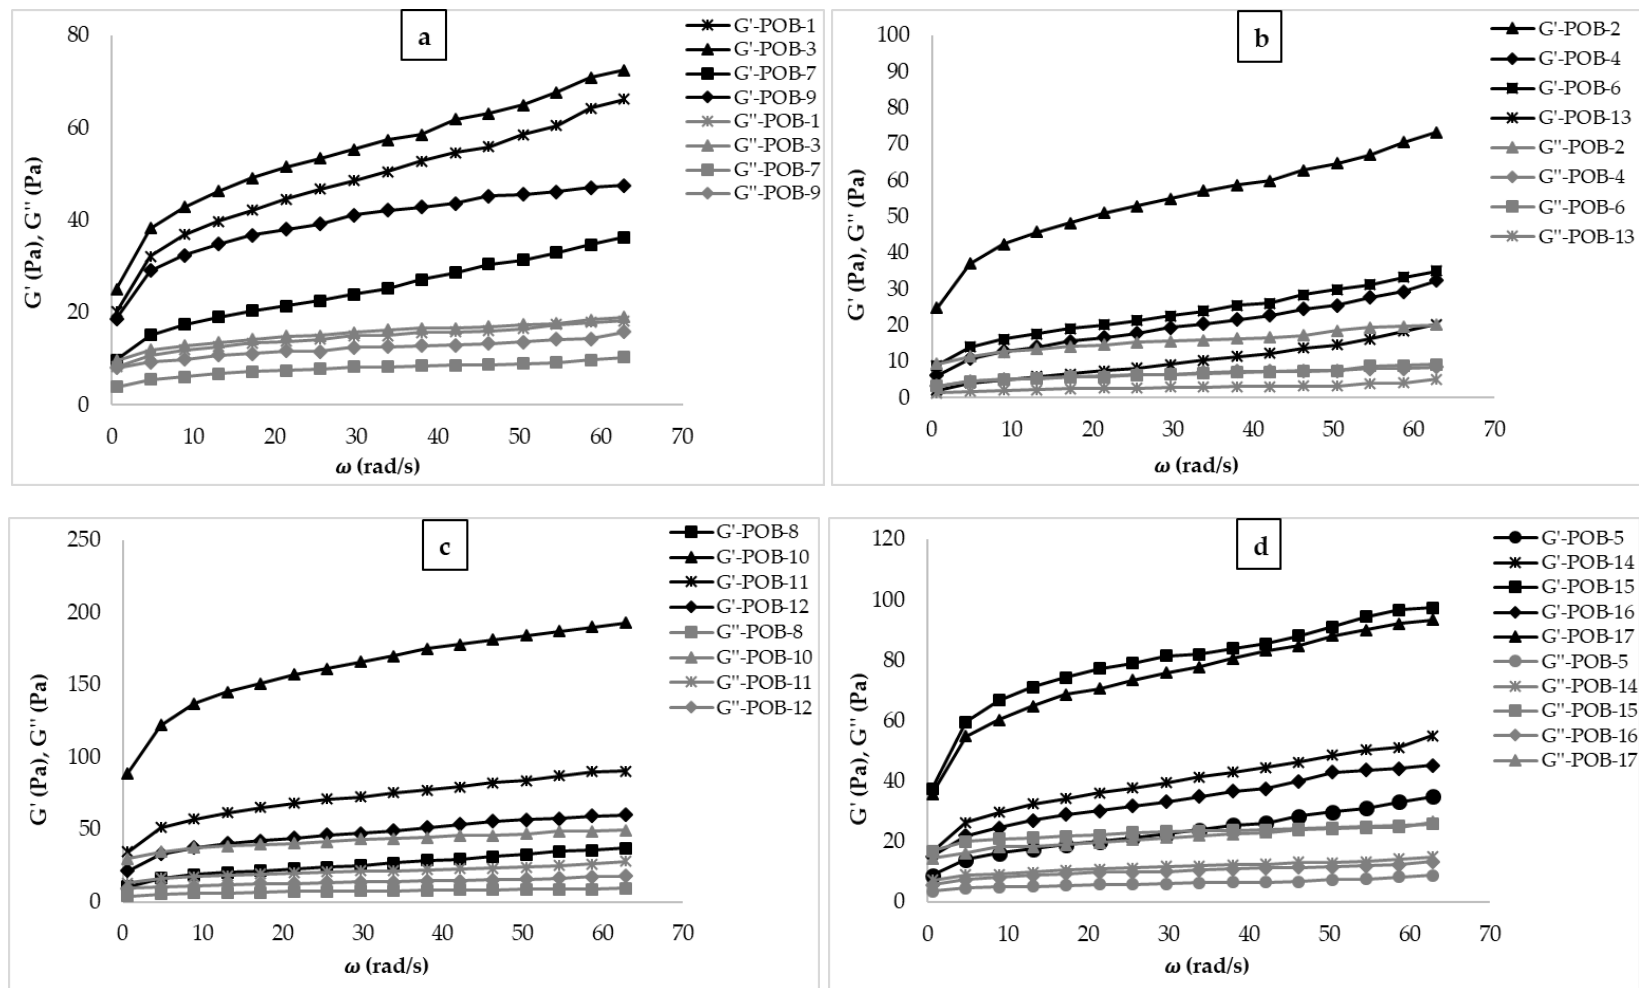 a
80
60
40
20
0
0 10 20 30 40 50 60 70
G' (Pa), G'' (Pa)
ω (rad/s)
G'-POB-1
G'-POB-3
G'-POB-7
G'-POB-9
G''-POB-1
G''-POB-3
G''-POB-7
G''-POB-9
b
100
90
80
70
60
50
40
30
20
10
0
0 10 20 30 40 50 60 70
G' (Pa), G'' (Pa)
ω (rad/s)
G'-POB-2
G'-POB-4
G'-POB-6
G'-POB-13
G''-POB-2
G''-POB-4
G''-POB-6
G''-POB-13
c
250
200
150
100
50
0
0 10 20 30 40 50 60 70
G' (Pa), G'' (Pa)
ω (rad/s)
G'-POB-8
G'-POB-10
G'-POB-11
G'-POB-12
G''-POB-8
G''-POB-10
G''-POB-11
G''-POB-12
d
120
100
80
60
40
20
0
0 10 20 30 40 50 60 70
G' (Pa), G'' (Pa)
ω (rad/s)
G'-POB-5
G'-POB-14
G'-POB-15
G'-POB-16
G'-POB-17
G''-POB-5
G''-POB-14
G''-POB-15
G''-POB-16
G''-POB-17